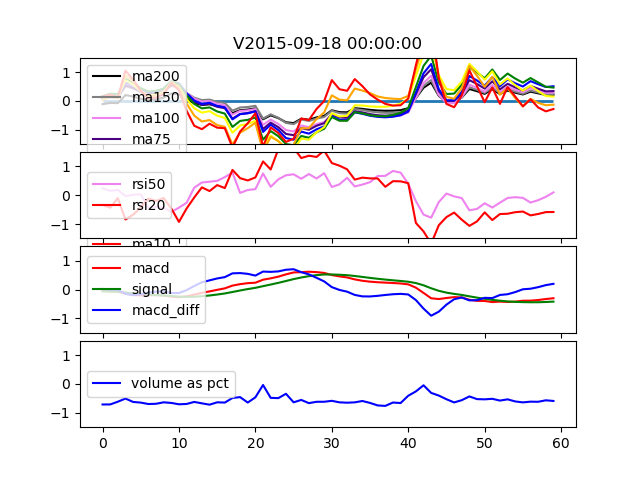 V2015-09-18 00:00:00
1
0
−1
ma200
ma150
ma100
ma75
1
0
−1
rsi50
rsi20
ma10
1
0
−1
macd
signal
macd_diff
1
0
−1
volume as pct
0 10 20 30 40 50 60